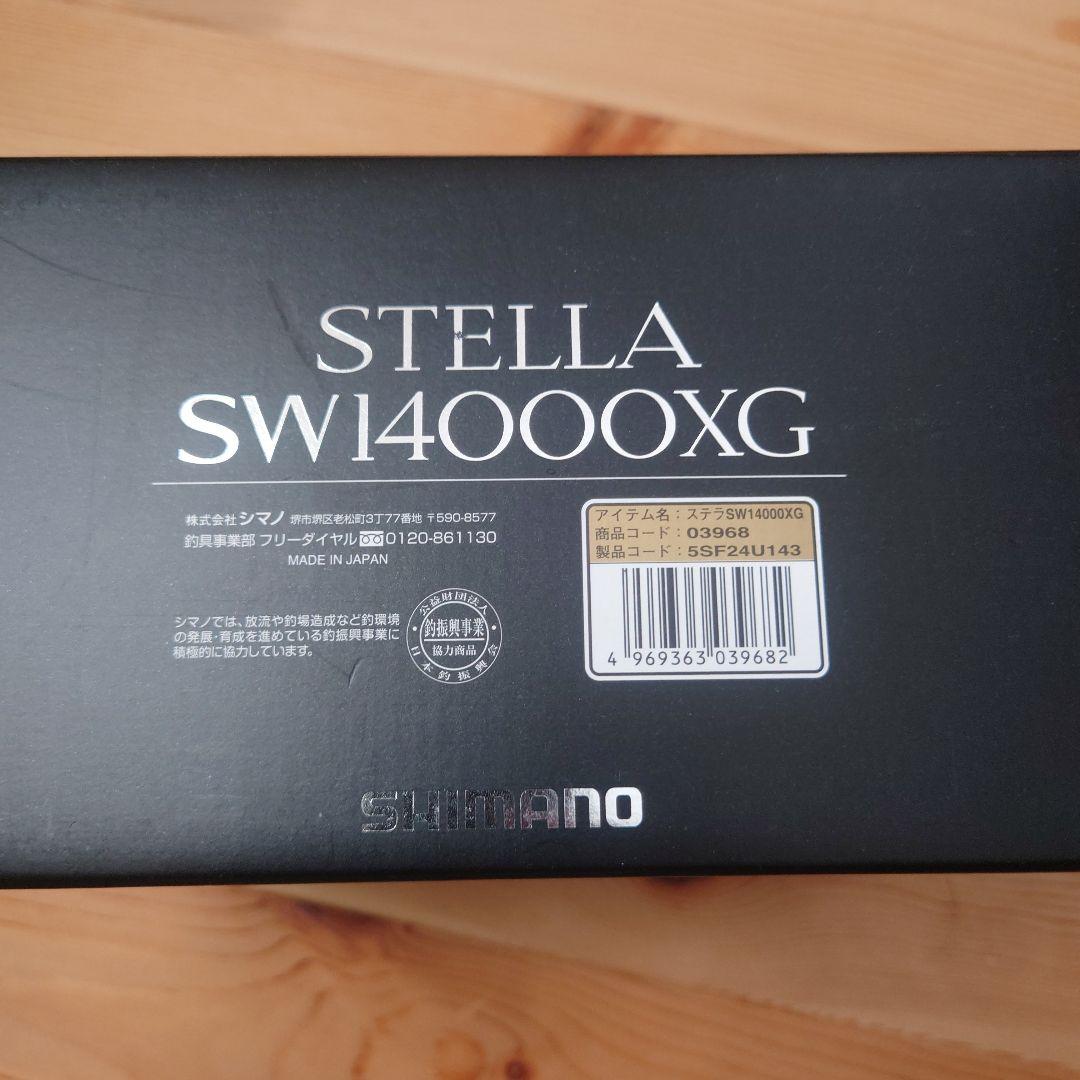 STELLA
SW14000XG
株式会社シマノ 堺市堺区老松町3丁77番地 〒590-8577
釣具事業部 フリーダイヤル 0120-861130
MADE IN JAPAN
シマノでは、放流や釣場造成など釣環境
の発展・育成を進めている釣振興事業に
積極的に協力しています。
公益財団法人
釣振興事業
協力商品
日本釣振興会
アイテム名：ステラSW14000XG
商品コード：03968
製品コード：5SF24U143
4 969363 039682
SHIMANO